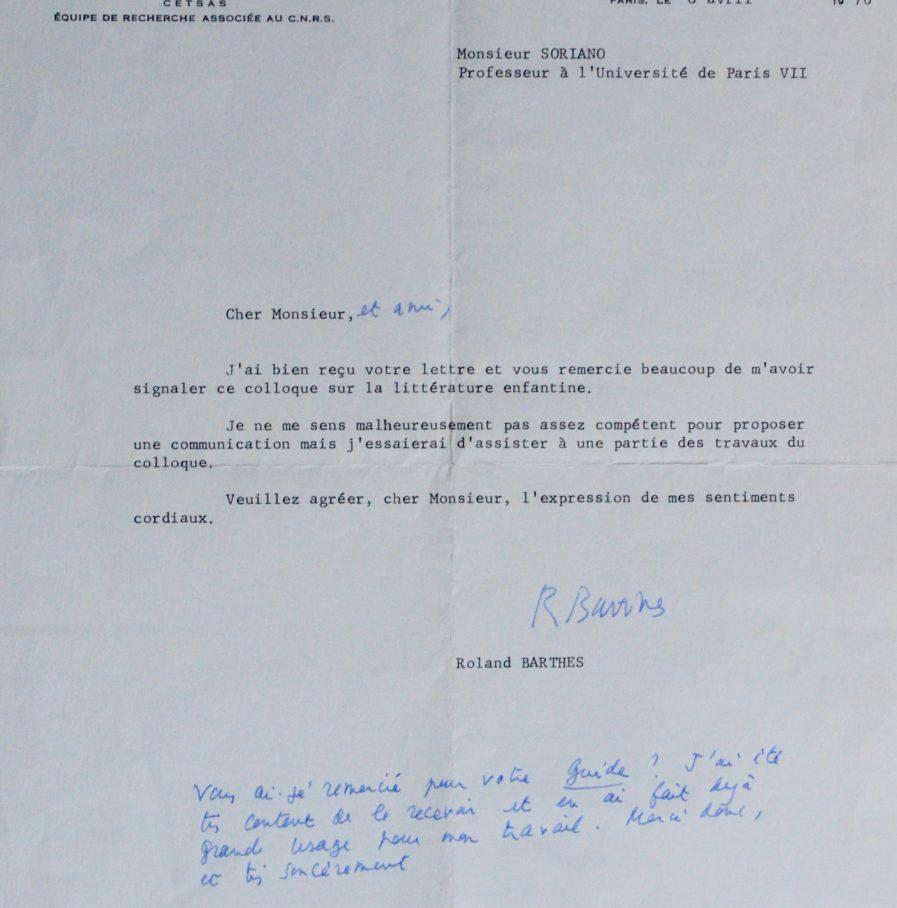 CETSAS
ÉQUIPE DE RECHERCHE ASSOCIÉE AU C.N.R.S.
PARIS, LE avril 19
Monsieur SORIANO
Professeur à l'Université de Paris VII
Cher Monsieur, et ami,
J'ai bien reçu votre lettre et vous remercie beaucoup de m'avoir
signaler ce colloque sur la littérature enfantine.
Je ne me sens malheureusement pas assez compétent pour proposer
une communication mais j'essaierai d'assister à une partie des travaux du
colloque.
Veuillez agréer, cher Monsieur, l'expression de mes sentiments
cordiaux.
R Barthes
Roland BARTHES
Vous ai-je remercié pour votre Guide ? J'ai été
très content de le recevoir et en ai fait déjà
grand usage pour mon travail. Merci donc,
et très sincèrement